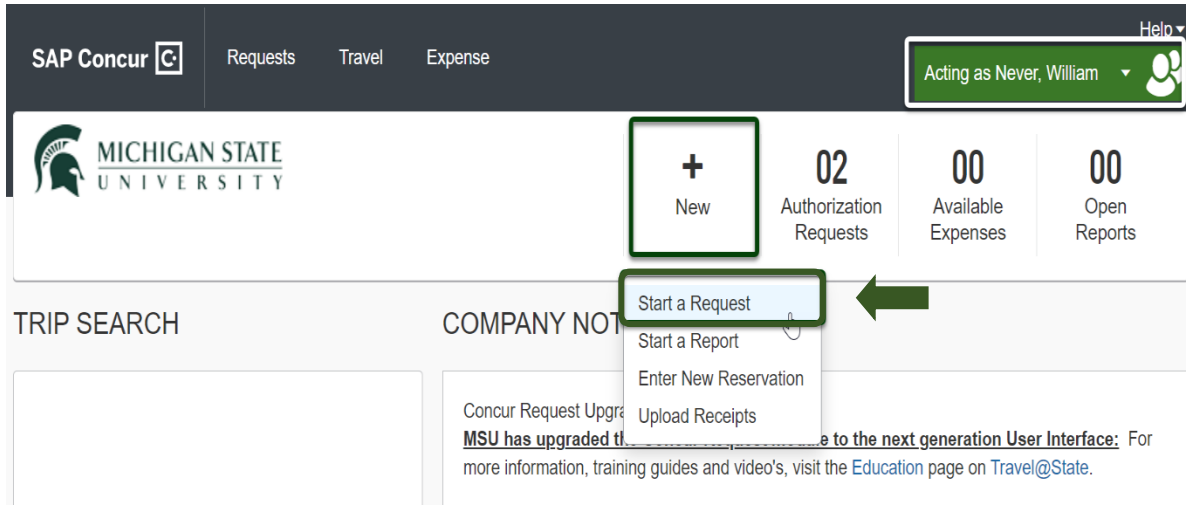 Help
SAP Concur C.
Requests
Travel
Expense
Acting as Never, William
MICHIGAN STATE
UNIVERSITY
+
New
02
Authorization
Requests
00
Available
Expenses
00
Open
Reports
Start a Request
Start a Report
Enter New Reservation
Upload Receipts
TRIP SEARCH
COMPANY NOT
Concur Request Upgra
MSU has upgraded th to the next generation User Interface: For
more information, training guides and video's, visit the Education page on Travel@State.